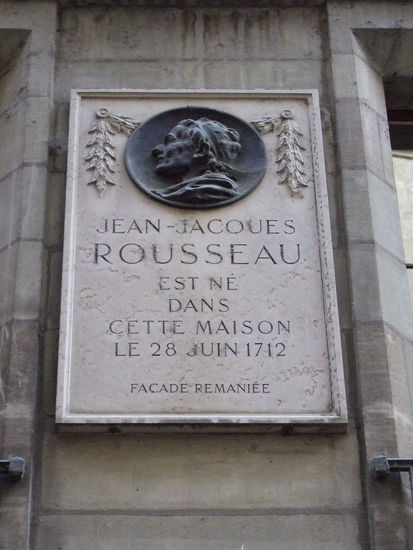 JEAN-JACQUES
ROUSSEAU
EST NÉ
DANS
CETTE MAISON
LE 28 JUIN 1712
FACADE REMANIÉE